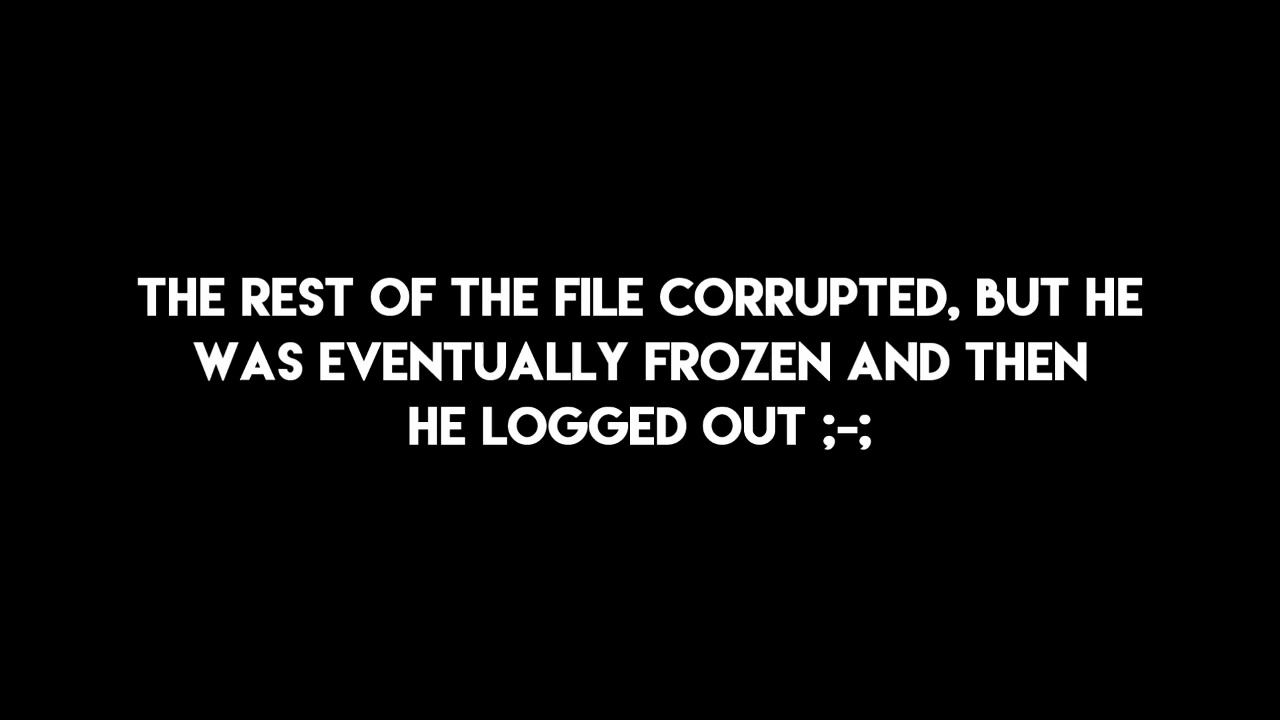 THE REST OF THE FILE CORRUPTED, BUT HE
WAS EVENTUALLY FROZEN AND THEN
HE LOGGED OUT ;-;